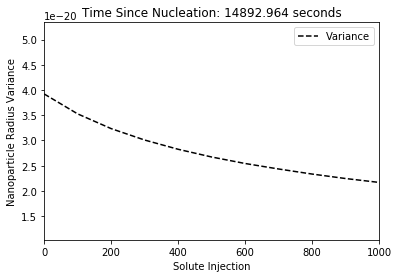 Time Since Nucleation: 14892.964 seconds
1e−20
Variance
5.0
4.5
4.0
3.5
3.0
2.5
2.0
1.5
Nanoparticle Radius Variance
0 200 400 600 800 1000
Solute Injection